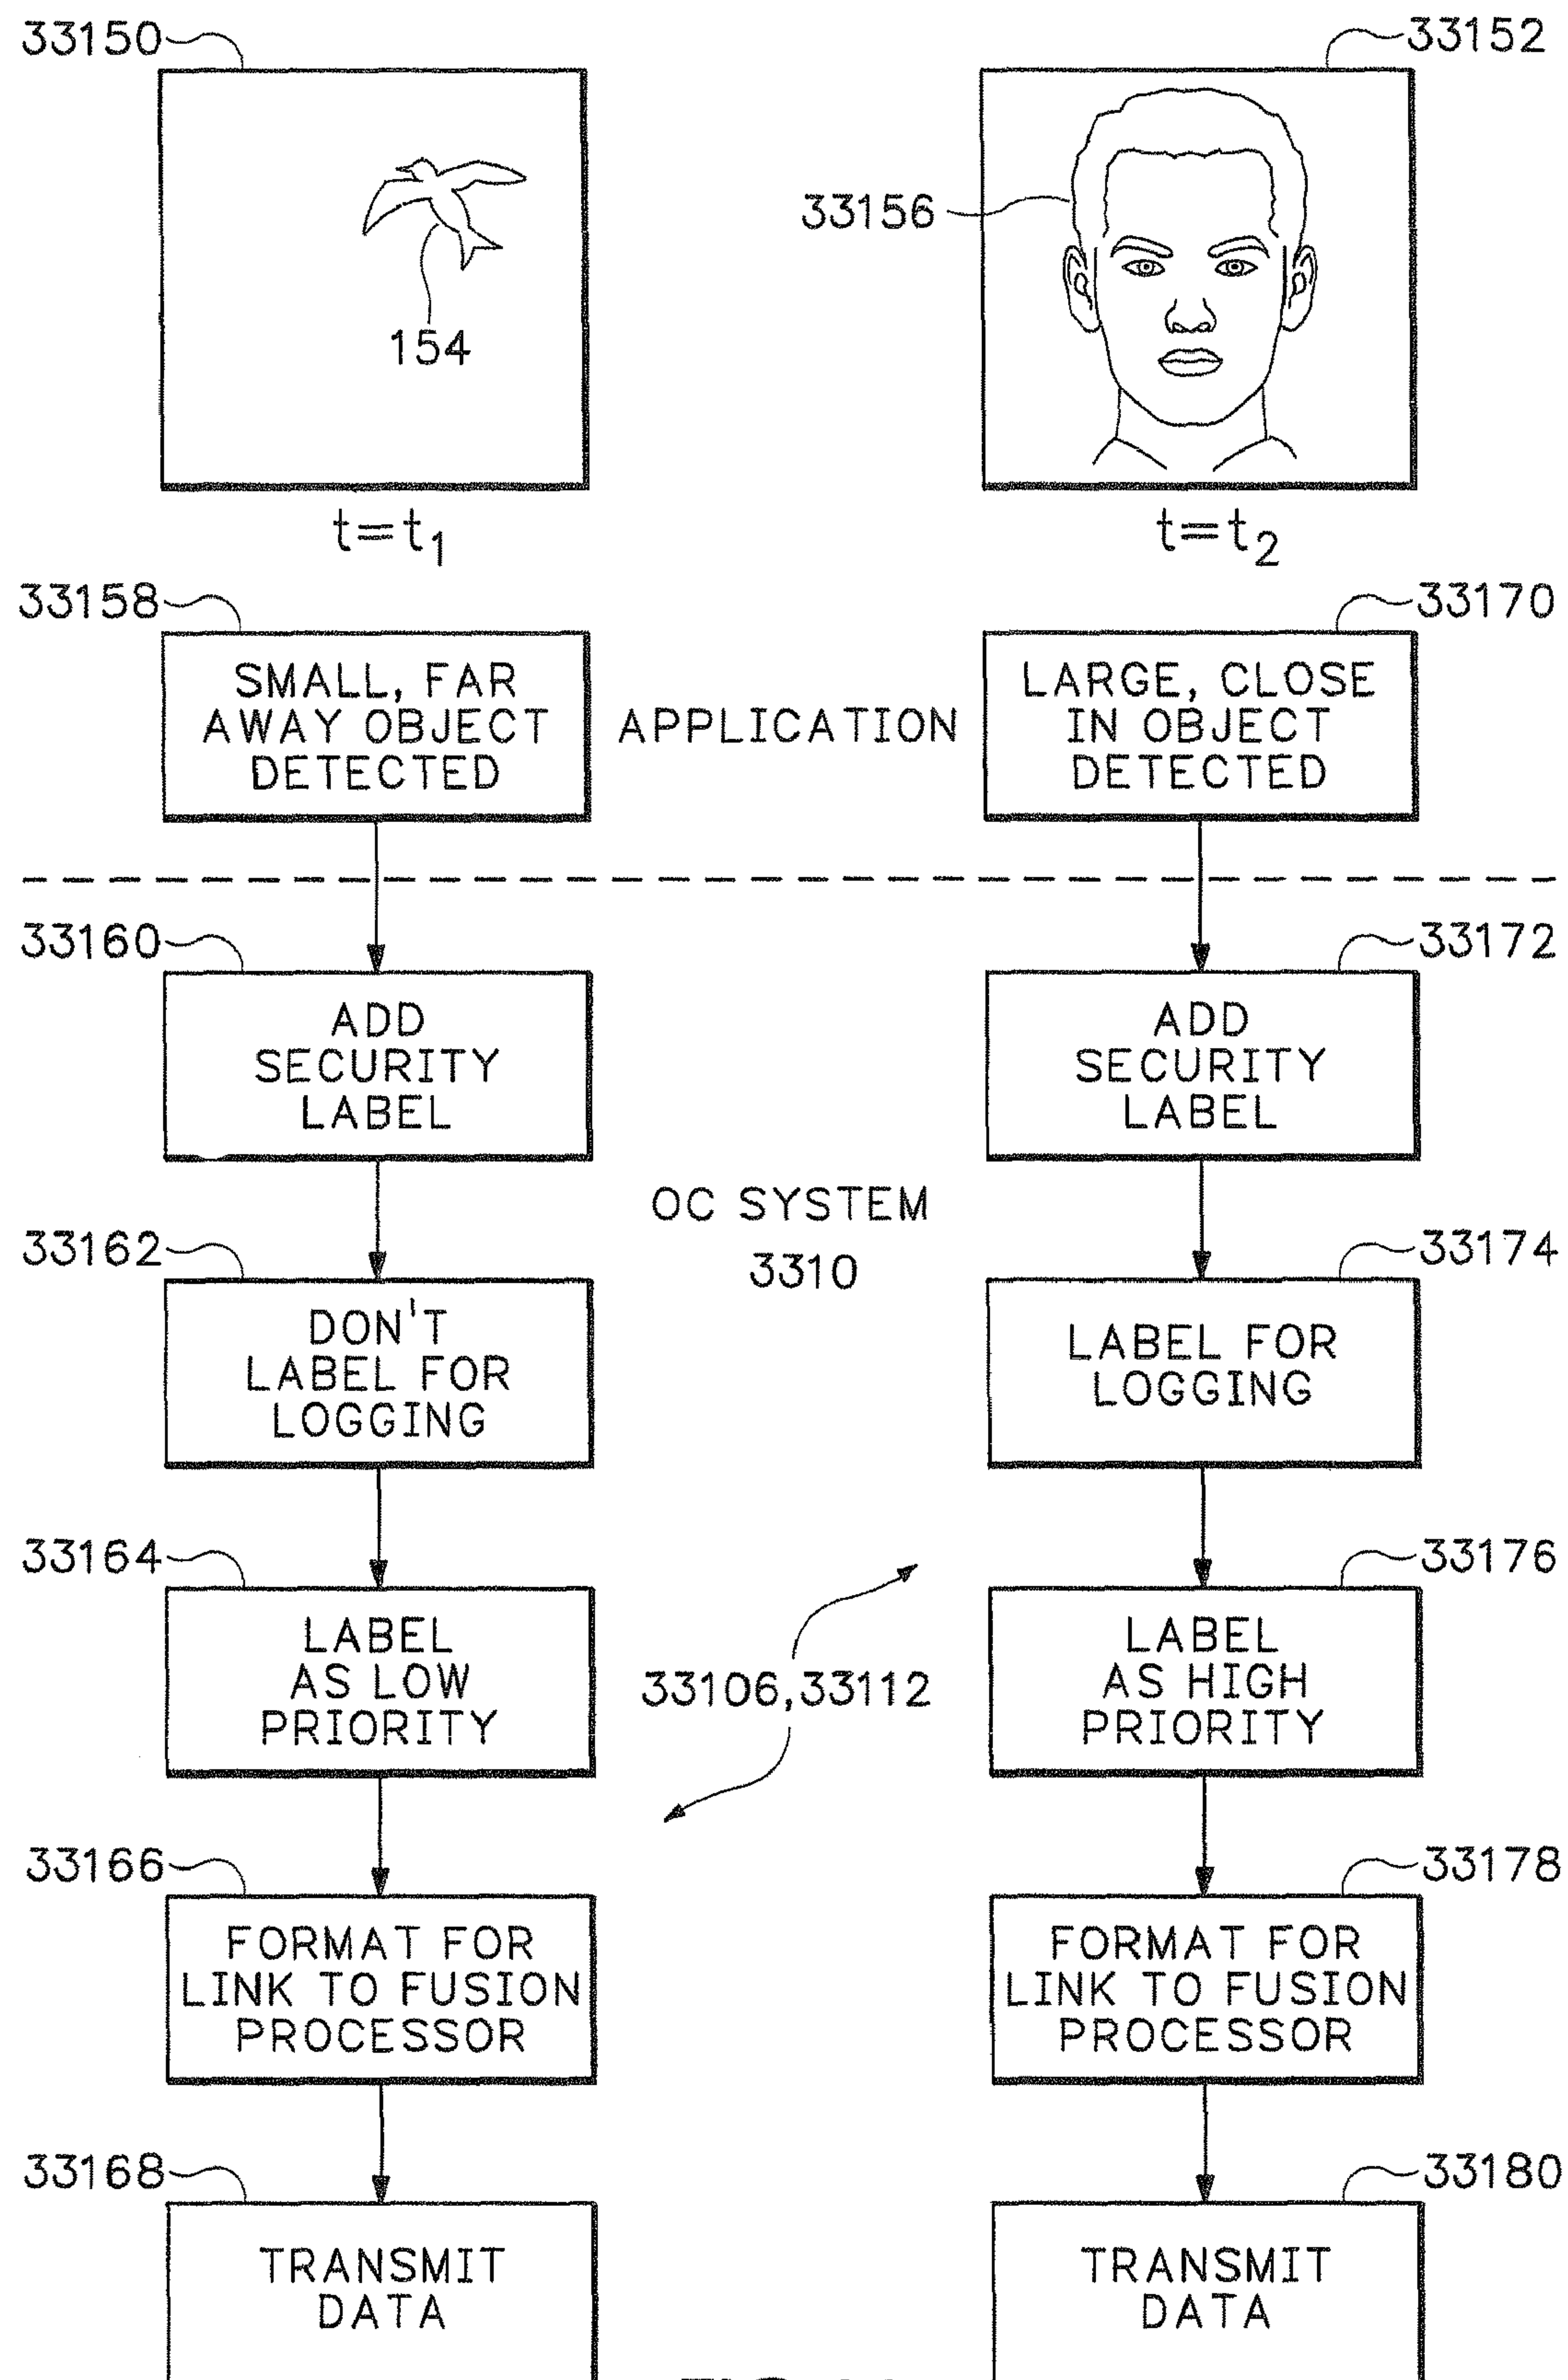 33150
33152
33156
154
t=t1
t=t2
33158
33170
SMALL, FAR
AWAY OBJECT
DETECTED
APPLICATION
LARGE, CLOSE
IN OBJECT
DETECTED
33160
33172
ADD
SECURITY
LABEL
ADD
SECURITY
LABEL
OC SYSTEM
3310
33162
33174
DON'T
LABEL FOR
LOGGING
LABEL FOR
LOGGING
33164
33176
LABEL
AS LOW
PRIORITY
33106,33112
LABEL
AS HIGH
PRIORITY
33166
33178
FORMAT FOR
LINK TO FUSION
PROCESSOR
FORMAT FOR
LINK TO FUSION
PROCESSOR
33168
33180
TRANSMIT
DATA
TRANSMIT
DATA